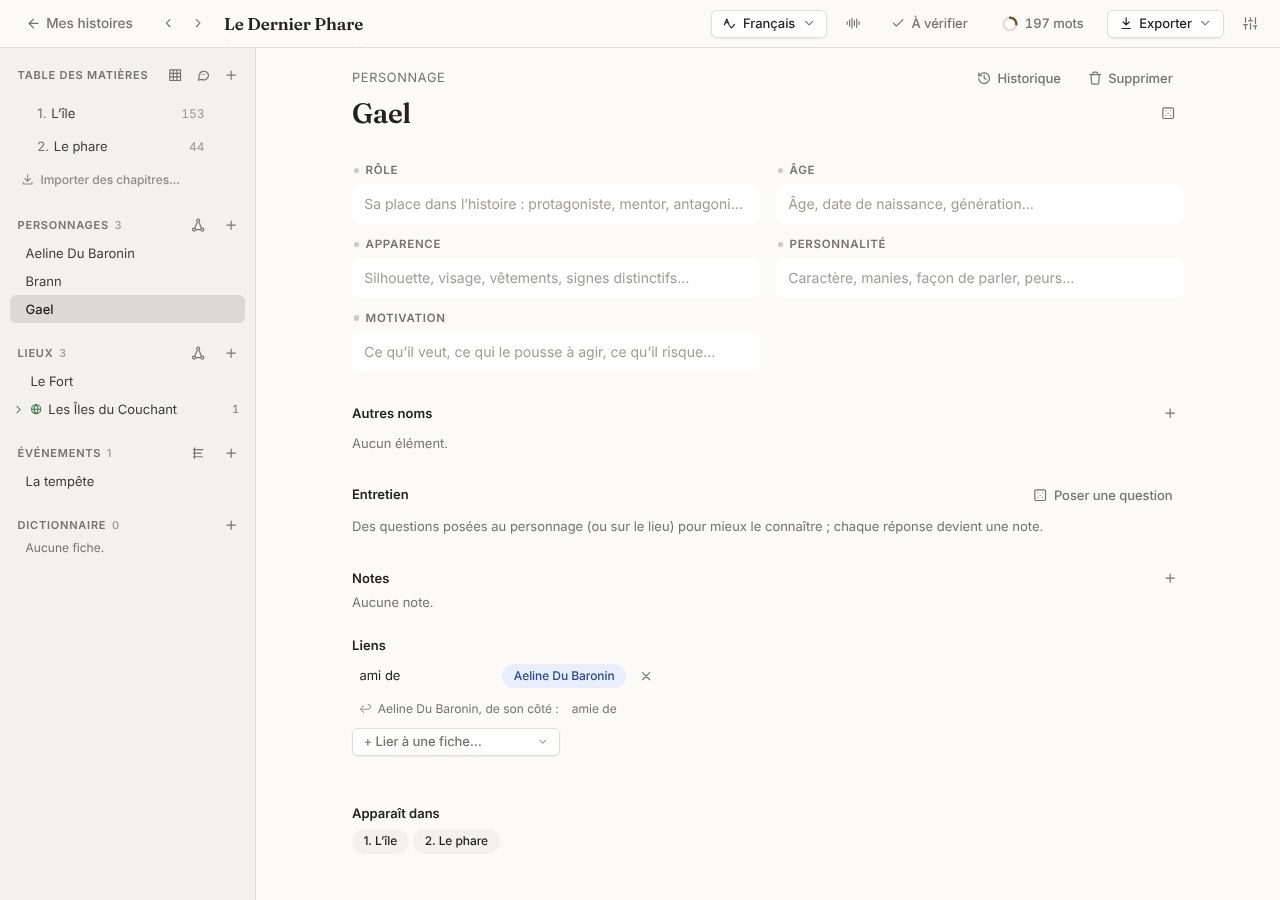 Mes histoires
Le Dernier Phare
Français
À vérifier
197 mots
Exporter
TABLE DES MATIÈRES
1. L’île 153
2. Le phare 44
Importer des chapitres…
PERSONNAGES 3
Aeline Du Baronin
Brann
Gael
LIEUX 3
Le Fort
Les Îles du Couchant 1
ÉVÉNEMENTS 1
La tempête
DICTIONNAIRE 0
Aucune fiche.
PERSONNAGE
Historique
Supprimer
Gael
RÔLE
Sa place dans l’histoire : protagoniste, mentor, antagoni…
ÂGE
Âge, date de naissance, génération…
APPARENCE
Silhouette, visage, vêtements, signes distinctifs…
PERSONNALITÉ
Caractère, manies, façon de parler, peurs…
MOTIVATION
Ce qu’il veut, ce qui le pousse à agir, ce qu’il risque…
Autres noms
Aucun élément.
Entretien
Poser une question
Des questions posées au personnage (ou sur le lieu) pour mieux le connaître ; chaque réponse devient une note.
Notes
Aucune note.
Liens
ami de Aeline Du Baronin
Aeline Du Baronin, de son côté : amie de
+ Lier à une fiche…
Apparaît dans
1. L’île 2. Le phare